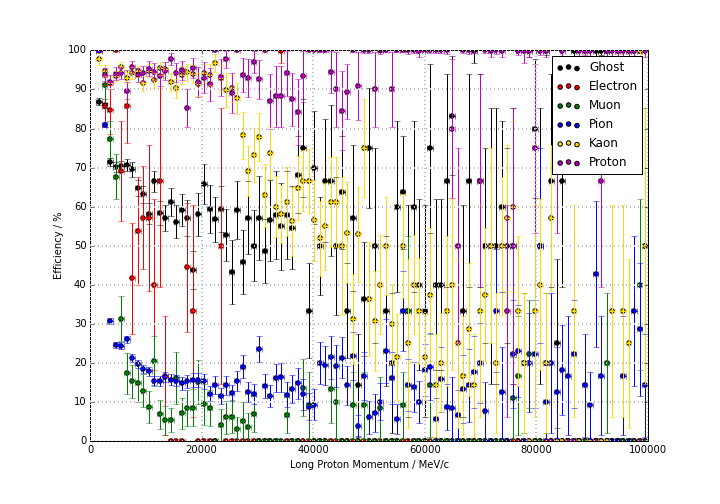 100
90
80
70
60
50
40
30
20
10
0
Efficiency / %
0
20000
40000
60000
80000
100000
Long Proton Momentum / MeV/c
Ghost
Electron
Muon
Pion
Kaon
Proton